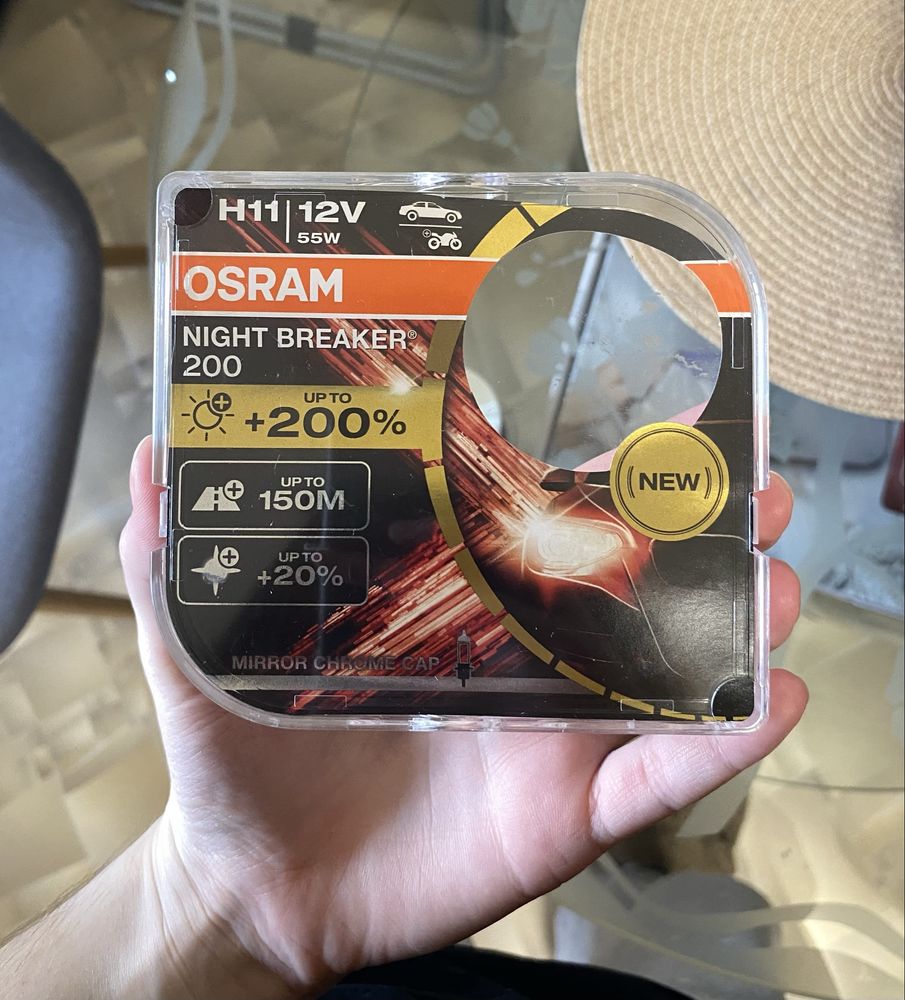 H11 | 12V
55W
OSRAM
NIGHT BREAKER®
200
UP TO
+200%
UP TO
150M
UP TO
+20%
(NEW)
MIRROR CHROME CAP